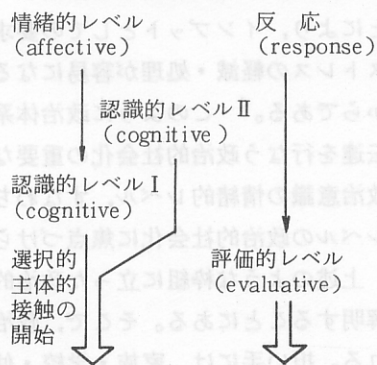 情緒的レベル
(affective)
反 応
(response)
認識的レベルⅡ
(cognitive)
認識的レベルⅠ
(cognitive)
選択的
主体的
接触の
開始
評価的レベル
(evaluative)